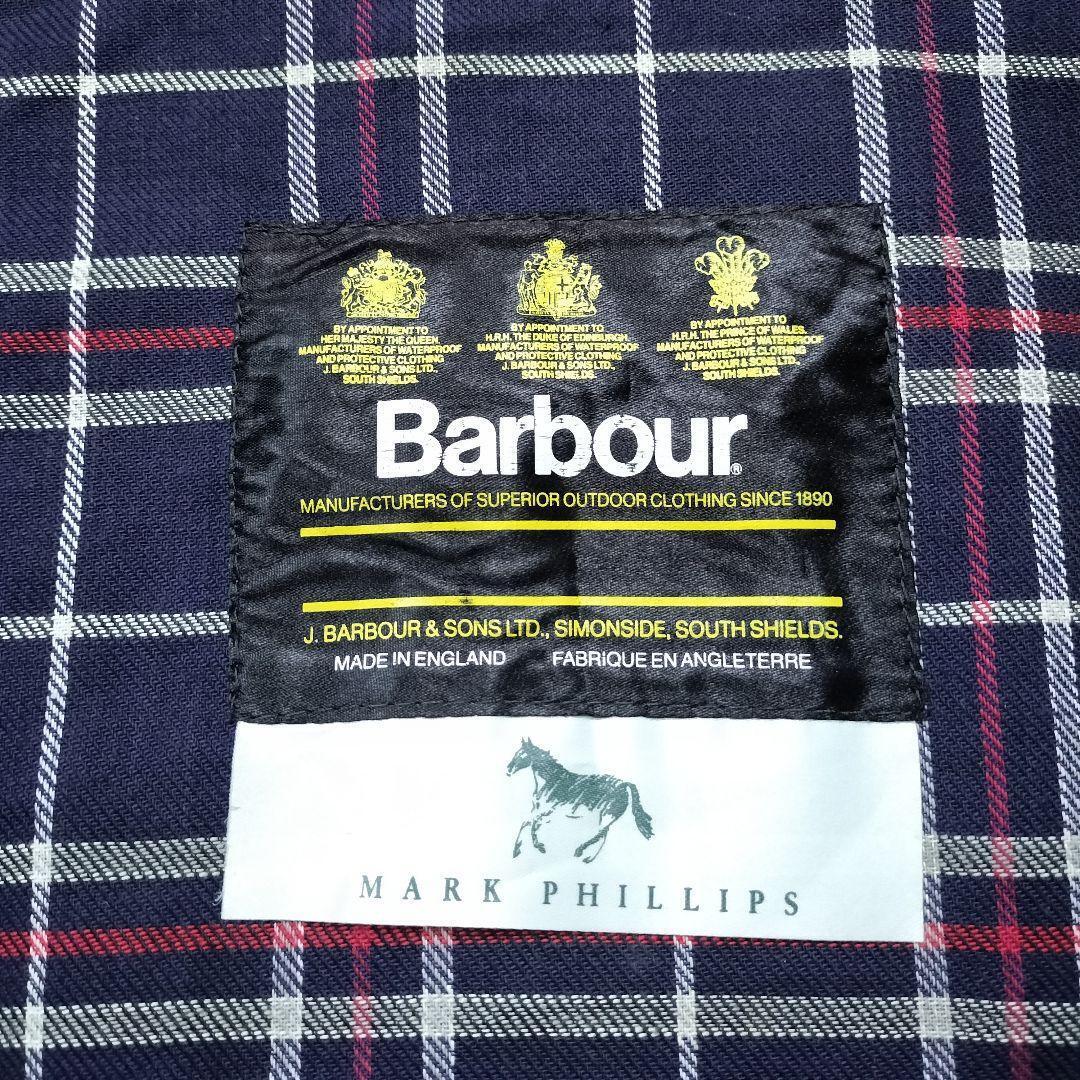 BY APPOINTMENT TO
HER MAJESTY THE QUEEN
MANUFACTURERS OF WATERPROOF
AND PROTECTIVE CLOTHING
J. BARBOUR & SONS LTD.,
SOUTH SHIELDS.
BY APPOINTMENT TO
H.R.H. THE DUKE OF EDINBURGH
MANUFACTURERS OF WATERPROOF
AND PROTECTIVE CLOTHING
J. BARBOUR & SONS LTD.,
SOUTH SHIELDS.
BY APPOINTMENT TO
H.R.H. THE PRINCE OF WALES
MANUFACTURERS OF WATERPROOF
AND PROTECTIVE CLOTHING
J. BARBOUR & SONS LTD.,
SOUTH SHIELDS.
Barbour®
MANUFACTURERS OF SUPERIOR OUTDOOR CLOTHING SINCE 1890
J. BARBOUR & SONS LTD., SIMONSIDE, SOUTH SHIELDS.
MADE IN ENGLAND FABRiQUE EN ANGLETERRE
MARK PHILLIPS